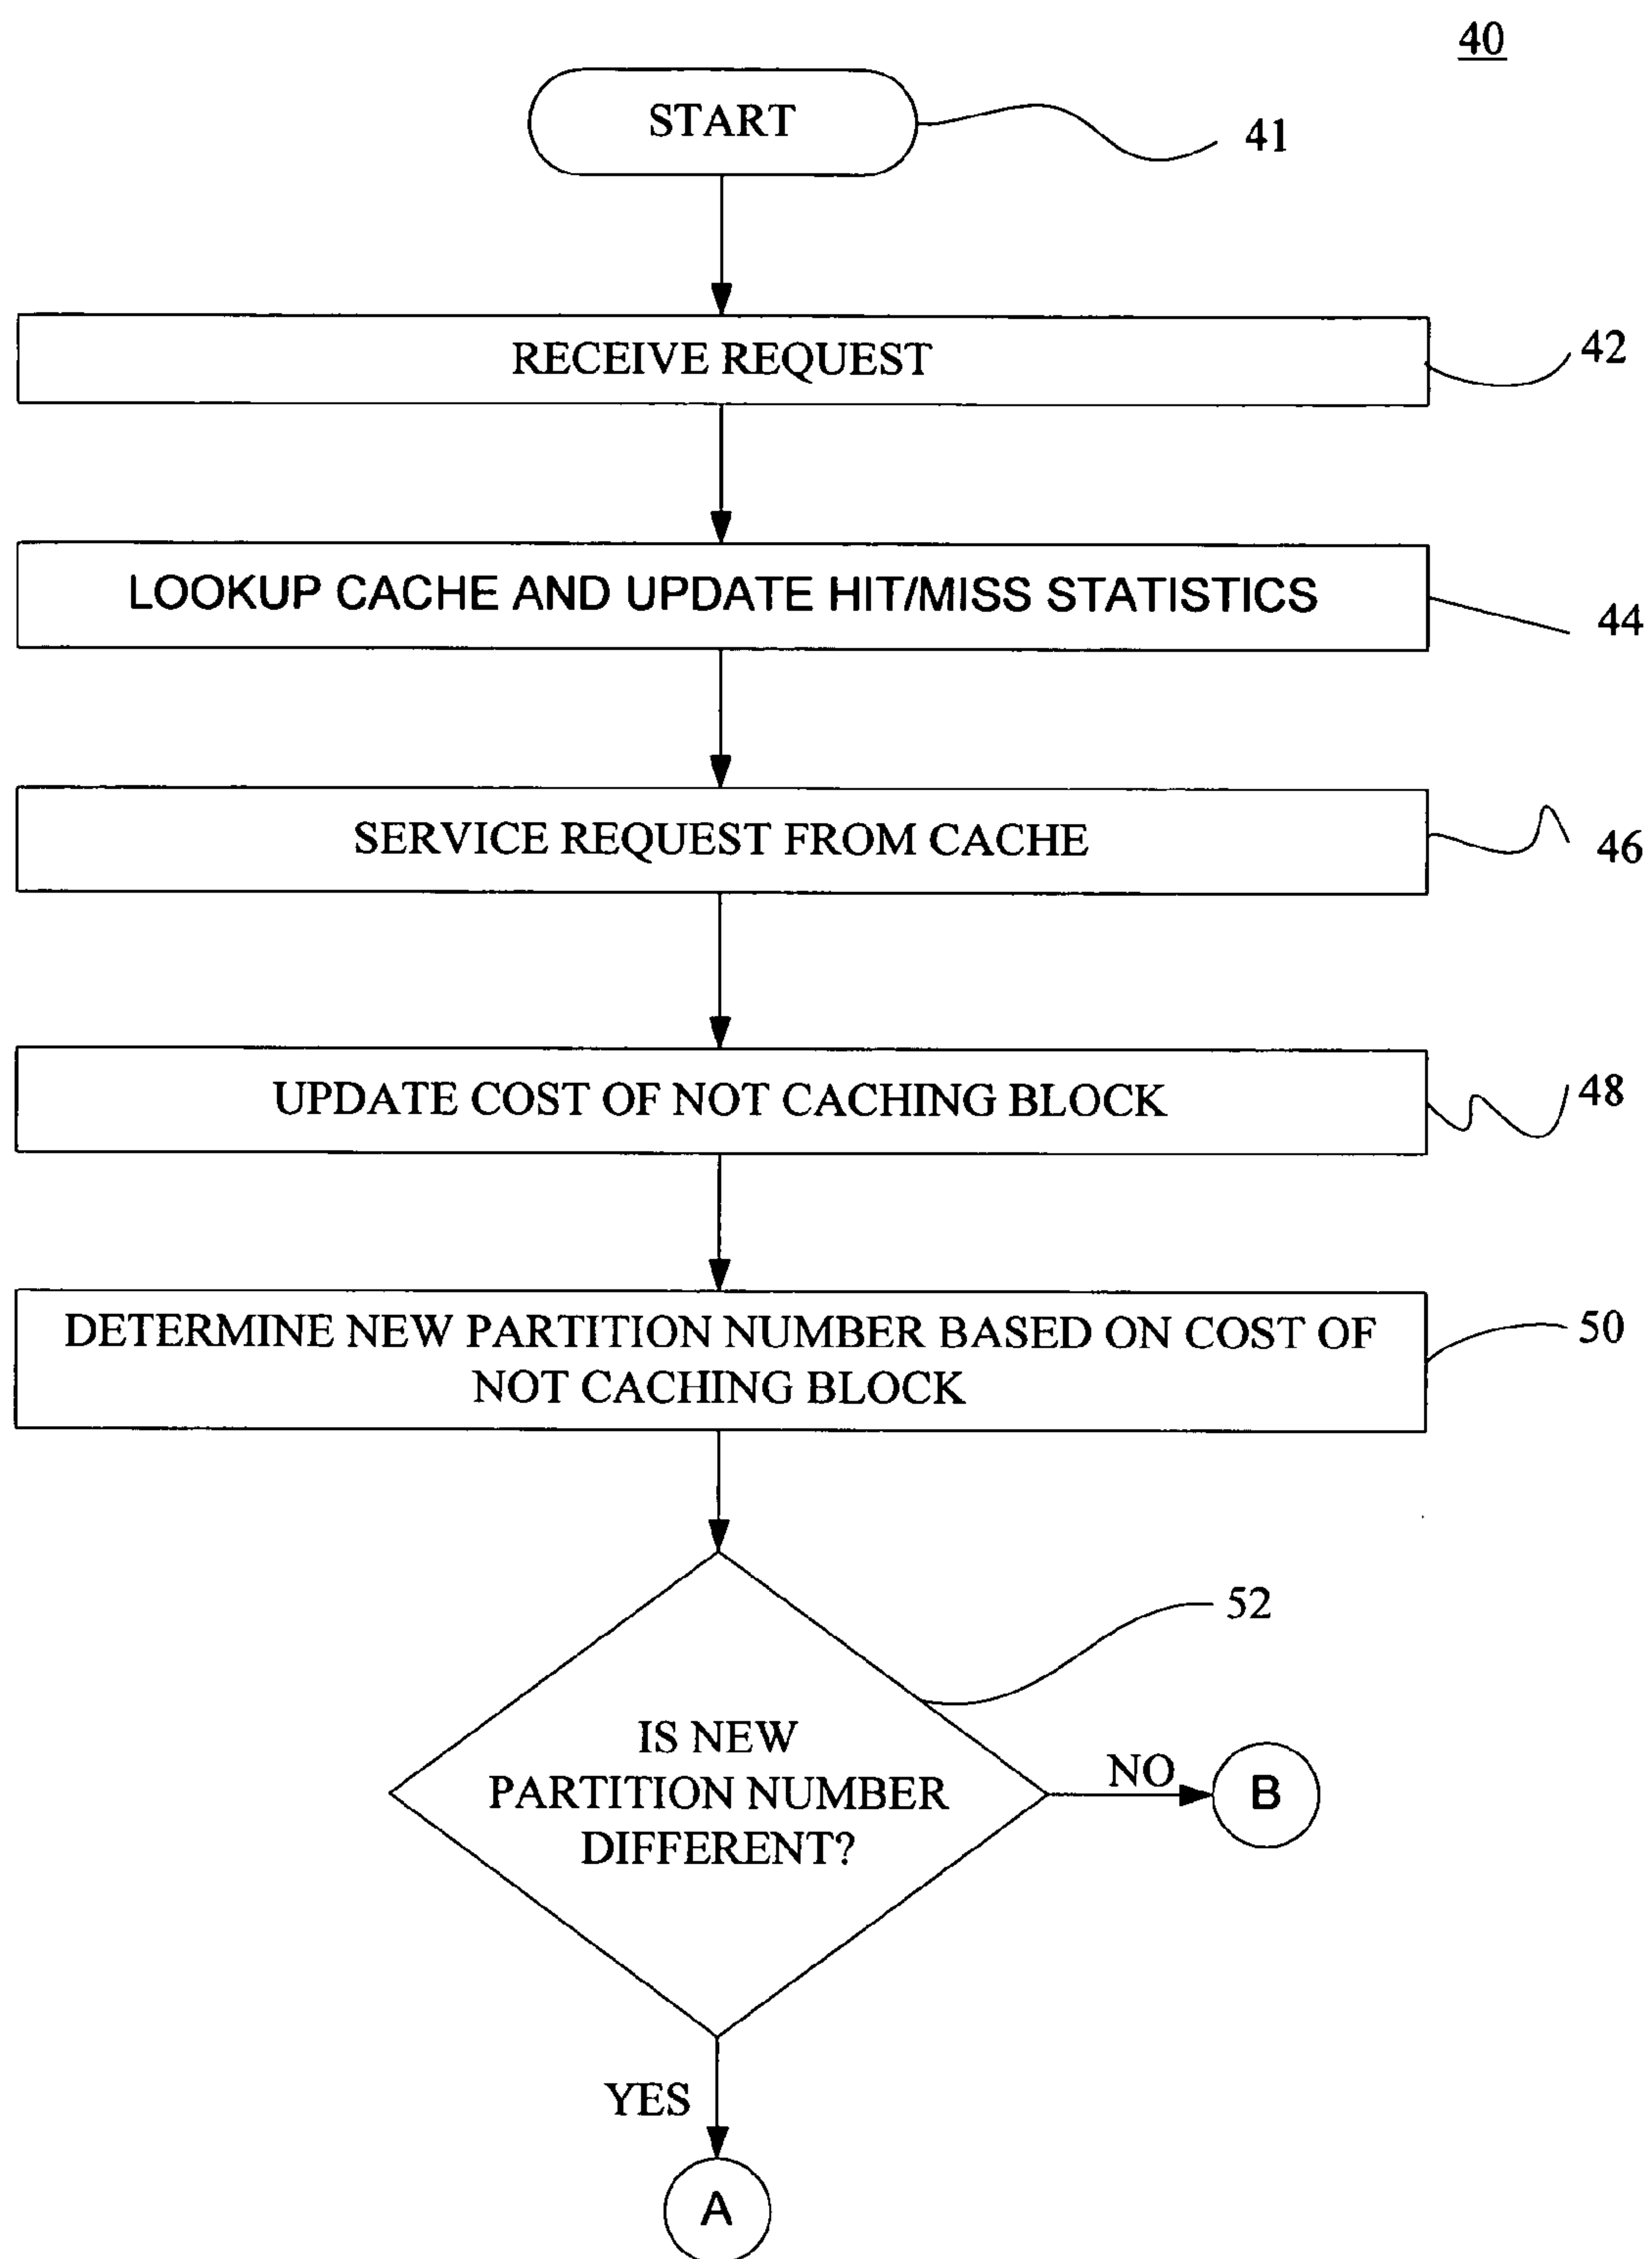 40
START
41
RECEIVE REQUEST
42
LOOKUP CACHE AND UPDATE HIT/MISS STATISTICS
44
SERVICE REQUEST FROM CACHE
46
UPDATE COST OF NOT CACHING BLOCK
48
DETERMINE NEW PARTITION NUMBER BASED ON COST OF
NOT CACHING BLOCK
50
52
IS NEW
PARTITION NUMBER
DIFFERENT?
NO
B
YES
A